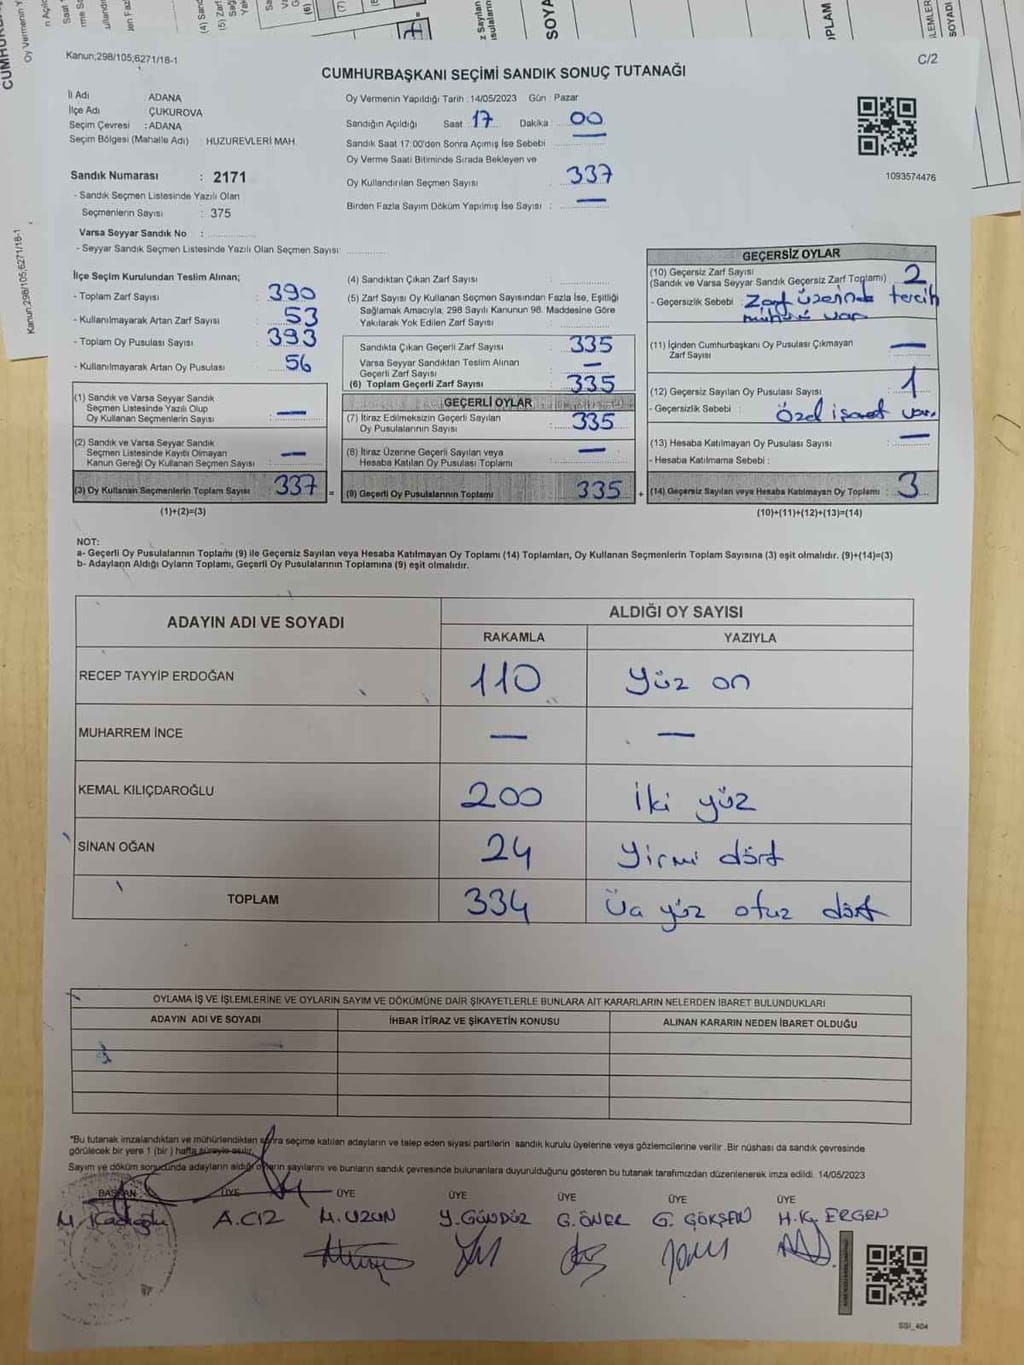 Kanun;298/105,6271/18-1
C/2
CUMHURBAŞKANI SEÇİMİ SANDIK SONUÇ TUTANAĞI
İl Adı : ADANA
İlçe Adı : ÇUKUROVA
Seçim Çevresi : ADANA
Seçim Bölgesi (Mahalle Adı) : HUZUREVLERİ MAH.
Sandık Numarası : 2171
- Sandık Seçmen Listesinde Yazılı Olan
Seçmenlerin Sayısı : 375
Varsa Seyyar Sandık No :
- Seyyar Sandık Seçmen Listesinde Yazılı Olan Seçmen Sayısı:
Oy Vermenin Yapıldığı Tarih : 14/05/2023 Gün : Pazar
Sandığın Açıldığı Saat 17 Dakika : 00
Sandık Saat 17:00'den Sonra Açımış İse Sebebi —
Oy Verme Saati Bitiminde Sırada Bekleyen ve
Oy Kullandırılan Seçmen Sayısı : 337
Birden Fazla Sayım Döküm Yapılmış İse Sayısı : —
1093574476
İlçe Seçim Kurulundan Teslim Alınan;
- Toplam Zarf Sayısı : 390
- Kullanılmayarak Artan Zarf Sayısı : 53
- Toplam Oy Pusulası Sayısı : 393
- Kullanılmayarak Artan Oy Pusulası : 56
(1) Sandık ve Varsa Seyyar Sandık
Seçmen Listesinde Yazılı Olup
Oy Kullanan Seçmenlerin Sayısı : —
(2) Sandık ve Varsa Seyyar Sandık
Seçmen Listesinde Kayıtlı Olmayan
Kanun Gereği Oy Kullanan Seçmen Sayısı : —
(3) Oy Kullanan Seçmenlerin Toplam Sayısı : 337 =
(1)+(2)=(3)
(4) Sandıktan Çıkan Zarf Sayısı :
(5) Zarf Sayısı Oy Kullanan Seçmen Sayısından Fazla İse, Eşitliği
Sağlamak Amacıyla; 298 Sayılı Kanunun 98. Maddesine Göre
Yakılarak Yok Edilen Zarf Sayısı :
Sandıkta Çıkan Geçerli Zarf Sayısı : 335
Varsa Seyyar Sandıktan Teslim Alınan
Geçerli Zarf Sayısı : —
(6) Toplam Geçerli Zarf Sayısı : 335
GEÇERLİ OYLAR
(7) İtiraz Edilmeksizin Geçerli Sayılan
Oy Pusulalarının Sayısı : 335
(8) İtiraz Üzerine Geçerli Sayılan veya
Hesaba Katılan Oy Pusulası Toplamı : —
(9) Geçerli Oy Pusulalarının Toplamı : 335 +
GEÇERSİZ OYLAR
(10) Geçersiz Zarf Sayısı
(Sandık ve Varsa Seyyar Sandık Geçersiz Zarf Toplamı) : 2
- Geçersizlik Sebebi : Zarf üzerinde tercih
mühürü var
(11) İçinden Cumhurbaşkanı Oy Pusulası Çıkmayan
Zarf Sayısı : —
(12) Geçersiz Sayılan Oy Pusulası Sayısı : 1
- Geçersizlik Sebebi : Özel işaret var.
(13) Hesaba Katılmayan Oy Pusulası Sayısı : —
- Hesaba Katılmama Sebebi :
(14) Geçersiz Sayılan veya Hesaba Katılmayan Oy Toplamı : 3
(10)+(11)+(12)+(13)=(14)
NOT:
a- Geçerli Oy Pusulalarının Toplamı (9) ile Geçersiz Sayılan veya Hesaba Katılmayan Oy Toplamı (14) Toplamları, Oy Kullanan Seçmenlerin Toplam Sayısına (3) eşit olmalıdır. (9)+(14)=(3)
b- Adayların Aldığı Oyların Toplamı, Geçerli Oy Pusulalarının Toplamına (9) eşit olmalıdır.
ADAYIN ADI VE SOYADI
ALDIĞI OY SAYISI
RAKAMLA YAZIYLA
RECEP TAYYİP ERDOĞAN 110 Yüz on
MUHARREM İNCE — —
KEMAL KILIÇDAROĞLU 200 İki yüz
SİNAN OĞAN 24 Yirmi dört
TOPLAM 334 Üç yüz otuz dört
OYLAMA İŞ VE İŞLEMLERİNE VE OYLARIN SAYIM VE DÖKÜMÜNE DAİR ŞİKAYETLERLE BUNLARA AİT KARARLARIN NELERDEN İBARET BULUNDUKLARI
ADAYIN ADI VE SOYADI İHBAR İTİRAZ VE ŞİKAYETİN KONUSU ALINAN KARARIN NEDEN İBARET OLDUĞU
*Bu tutanak imzalandıktan ve mühürlendikten sonra seçime katılan adayların ve talep eden siyasi partilerin sandık kurulu üyelerine veya gözlemcilerine verilir. Bir nüshası da sandık çevresinde
görülecek bir yere 1 (bir) hafta süreyle asılır.
Sayım ve döküm sonucunda adayların aldığı oyların sayılarını ve bunların sandık çevresinde bulunanlara duyurulduğunu gösteren bu tutanak tarafımızdan düzenlenerek imza edildi. 14/05/2023
BAŞKAN ÜYE ÜYE ÜYE ÜYE ÜYE ÜYE
M. Kadıoğlu A.CIZ M.UZUN Y.GÜNDÜZ G.ÖNER G. GÖKŞEN H.K. ERGEN
SSI_404